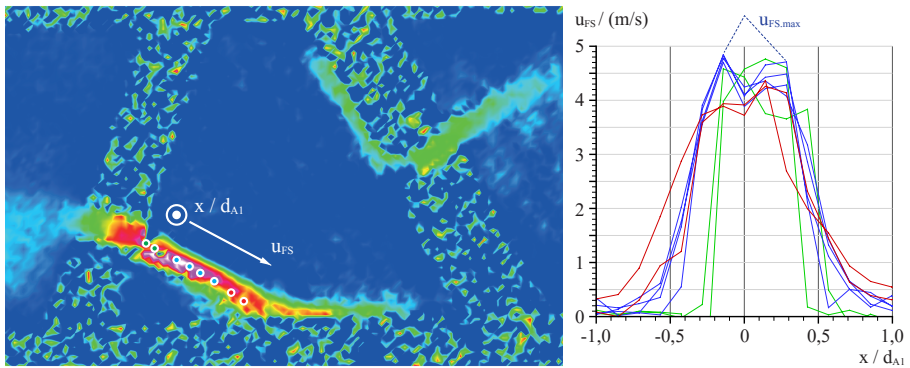 x / d_A1
u_FS
u_FS / (m/s)
u_FS.max
5
4
3
2
1
0
-1,0
-0,5
0
0,5
1,0
x / d_A1